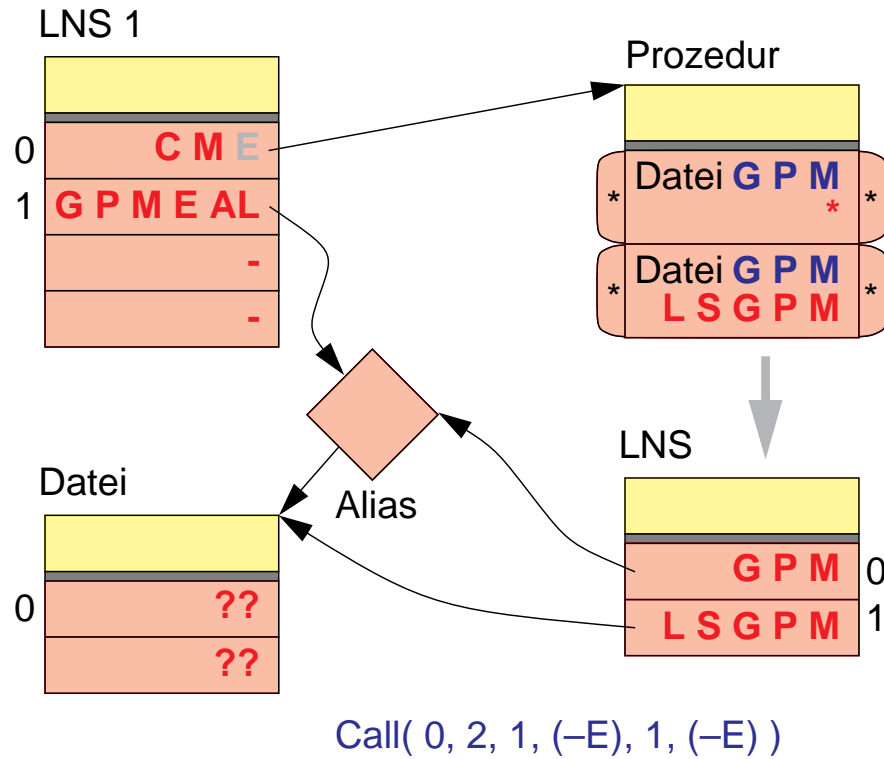 LNS 1
0
C M E
1
G P M E AL
-
-
Prozedur
Datei G P M
*
*
*
Datei G P M
L S G P M
*
*
Alias
Datei
0
??
??
LNS
G P M
0
L S G P M
1
Call( 0, 2, 1, (–E), 1, (–E) )